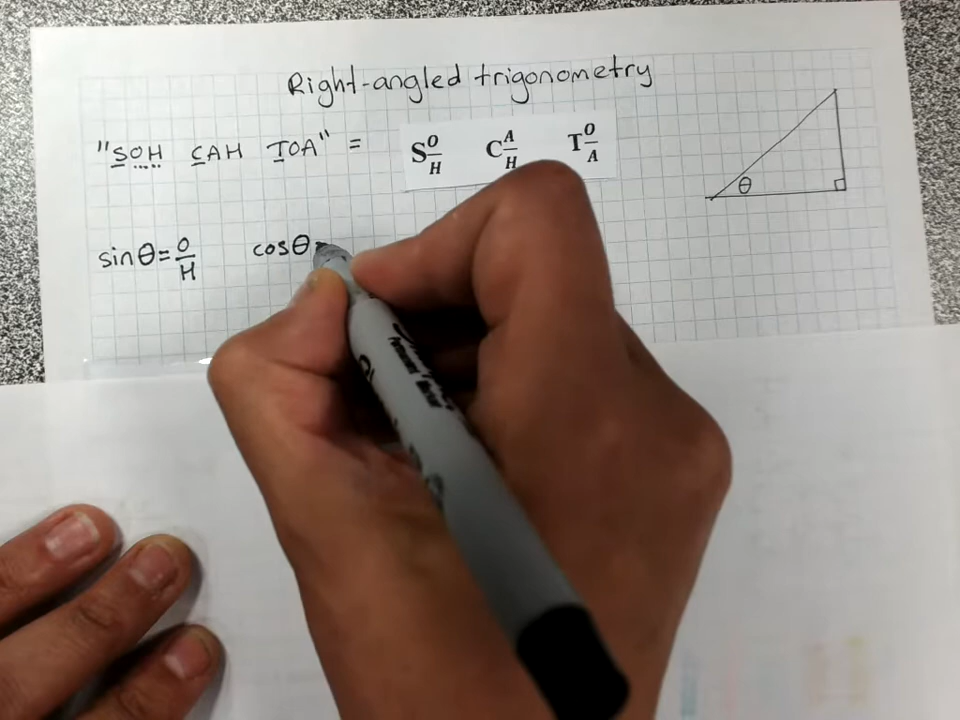 Right-angled trigonometry
"SOH CAH TOA" = S O/H C A/H T O/A
θ
sinθ = O/H cosθ